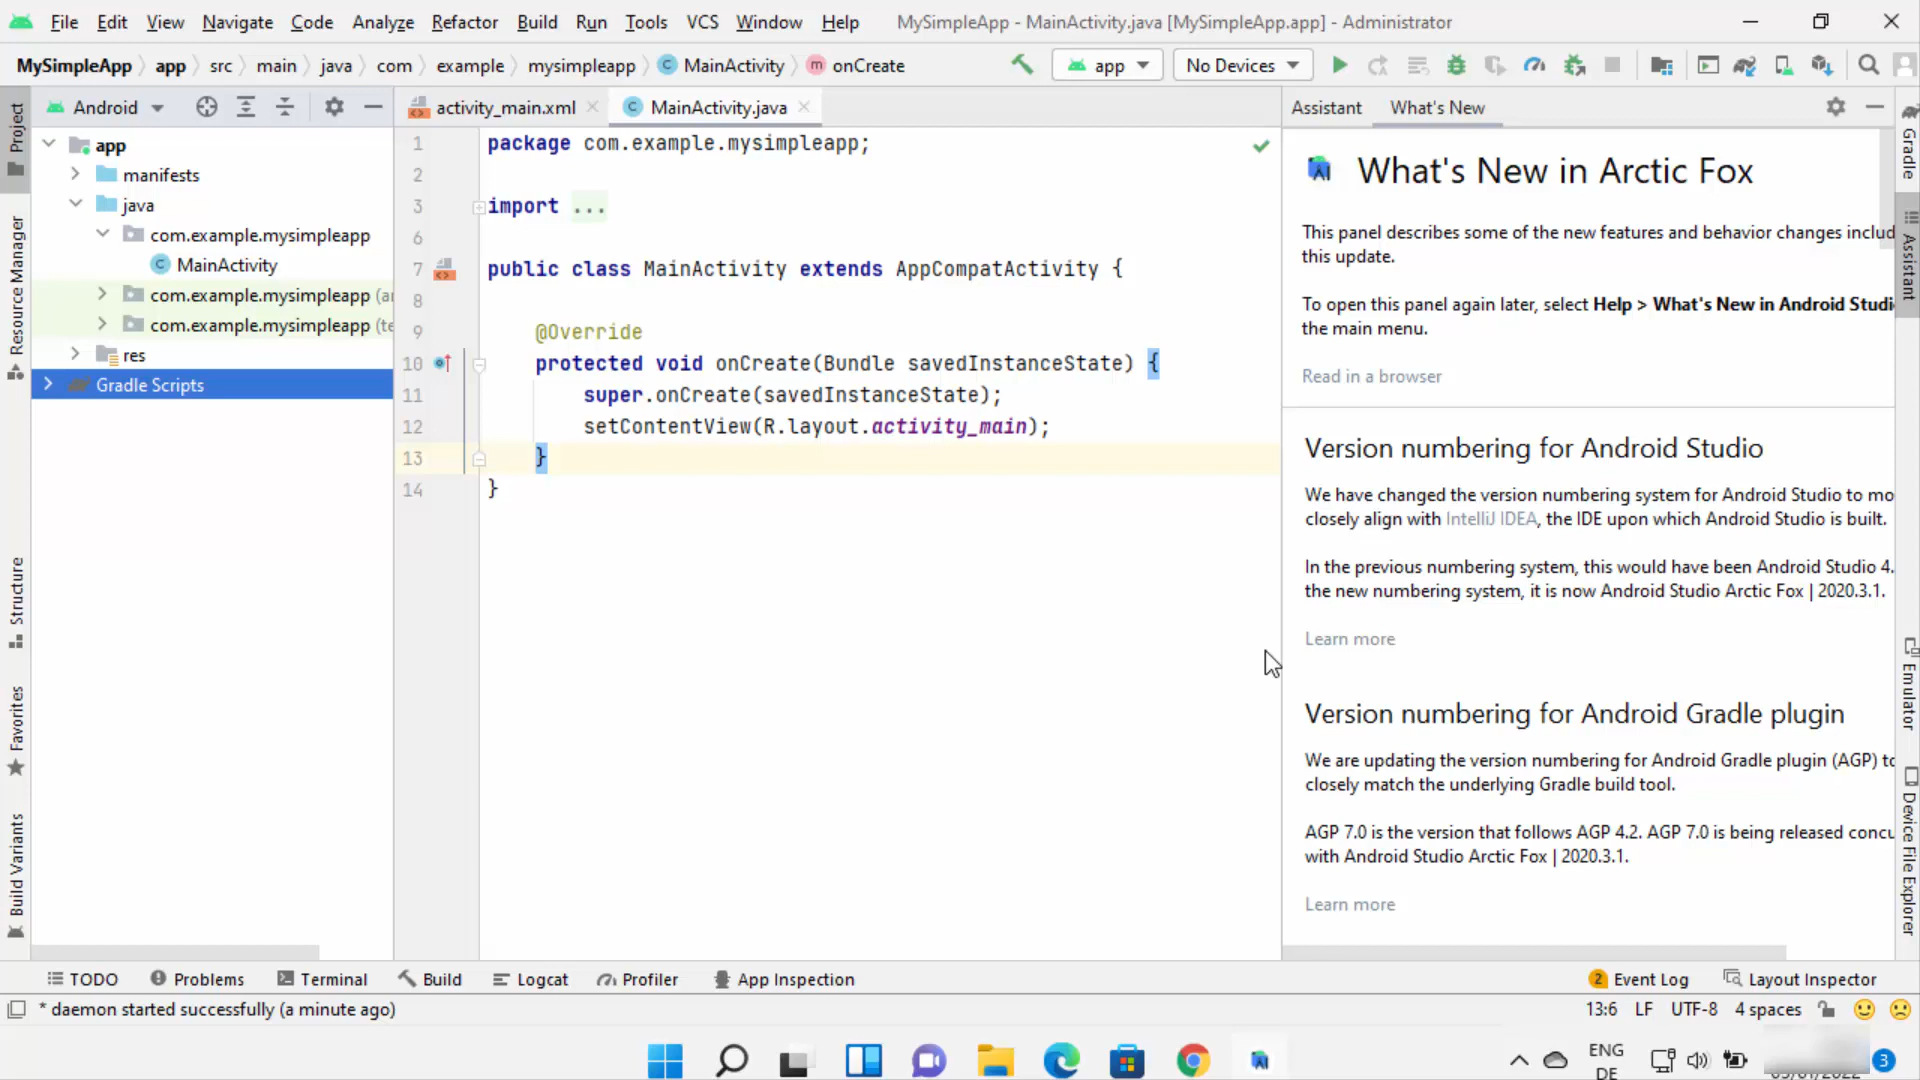 File Edit View Navigate Code Analyze Refactor Build Run Tools VCS Window Help MySimpleApp - MainActivity.java [MySimpleApp.app] - Administrator
MySimpleApp app src main java com example mysimpleapp MainActivity onCreate app No Devices
Project
Resource Manager
Structure
Favorites
Build Variants
Android
app
manifests
java
com.example.mysimpleapp
MainActivity
com.example.mysimpleapp (ar
com.example.mysimpleapp (te
res
Gradle Scripts
activity_main.xml MainActivity.java
1 package com.example.mysimpleapp;
2
3 import ...
6
7 public class MainActivity extends AppCompatActivity {
8
9 @Override
10 protected void onCreate(Bundle savedInstanceState) {
11 super.onCreate(savedInstanceState);
12 setContentView(R.layout.activity_main);
13 }
14 }
Assistant What's New
What's New in Arctic Fox
This panel describes some of the new features and behavior changes includ
this update.
To open this panel again later, select Help > What's New in Android Studi
the main menu.
Read in a browser
Version numbering for Android Studio
We have changed the version numbering system for Android Studio to mo
closely align with IntelliJ IDEA, the IDE upon which Android Studio is built.
In the previous numbering system, this would have been Android Studio 4.
the new numbering system, it is now Android Studio Arctic Fox | 2020.3.1.
Learn more
Version numbering for Android Gradle plugin
We are updating the version numbering for Android Gradle plugin (AGP) to
closely match the underlying Gradle build tool.
AGP 7.0 is the version that follows AGP 4.2. AGP 7.0 is being released concu
with Android Studio Arctic Fox | 2020.3.1.
Learn more
Gradle
Assistant
Emulator
Device File Explorer
TODO Problems Terminal Build Logcat Profiler App Inspection 2 Event Log Layout Inspector
* daemon started successfully (a minute ago) 13:6 LF UTF-8 4 spaces
ENG
DE
3